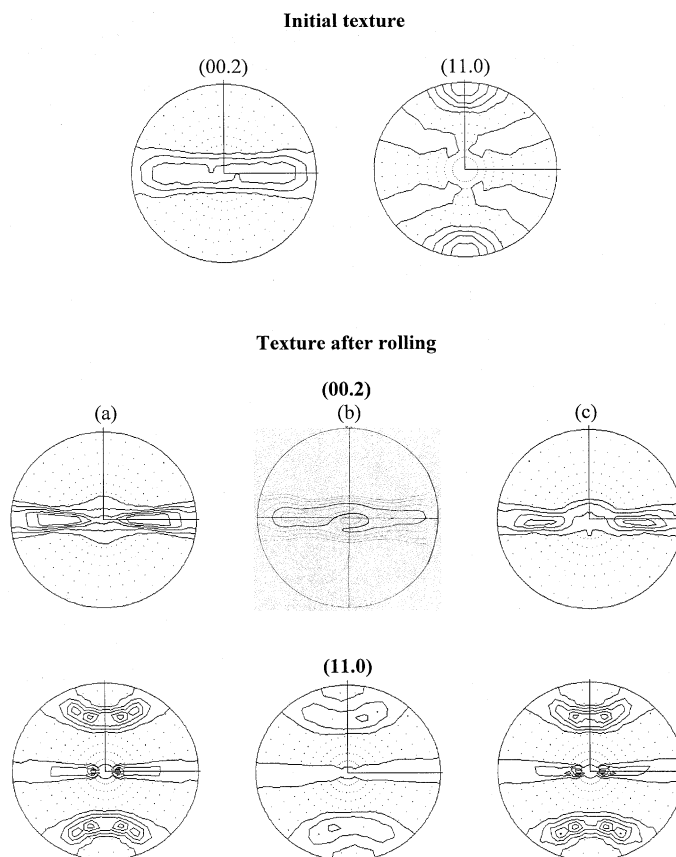 Initial texture
(00.2) (11.0)
Texture after rolling
(00.2)
(a) (b) (c)
(11.0)